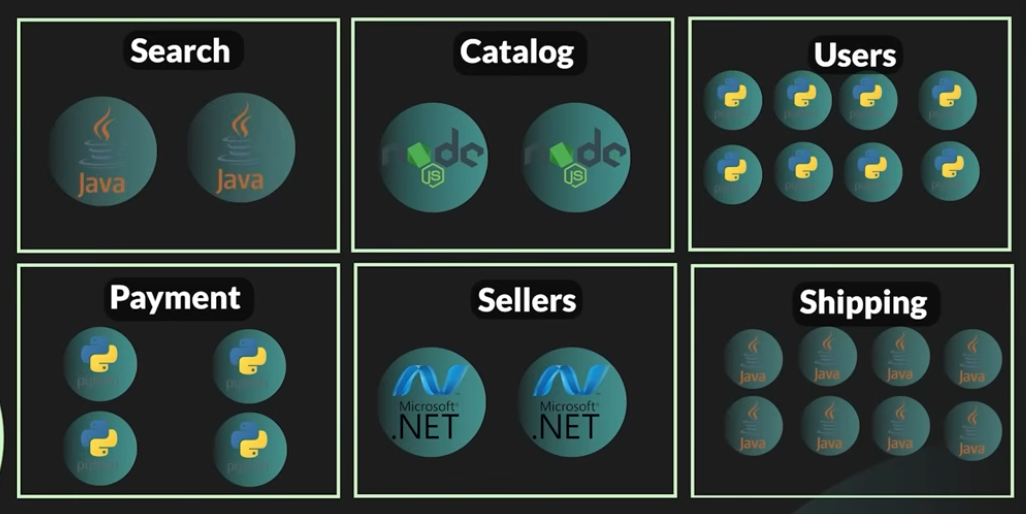 Search
Java
Java
Catalog
node
JS
node
JS
Users
Payment
python
python
python
python
Sellers
Microsoft®
.NET
Microsoft®
.NET
Shipping
Java
Java
Java
Java
Java
Java
Java
Java